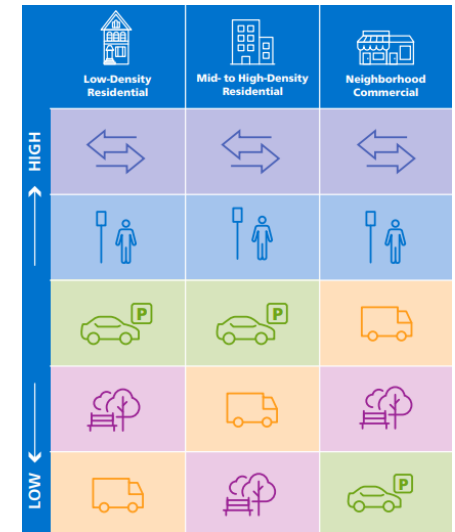 Low-Density
Residential
Mid- to High-Density
Residential
Neighborhood
Commercial
HIGH
P
P
LOW
P